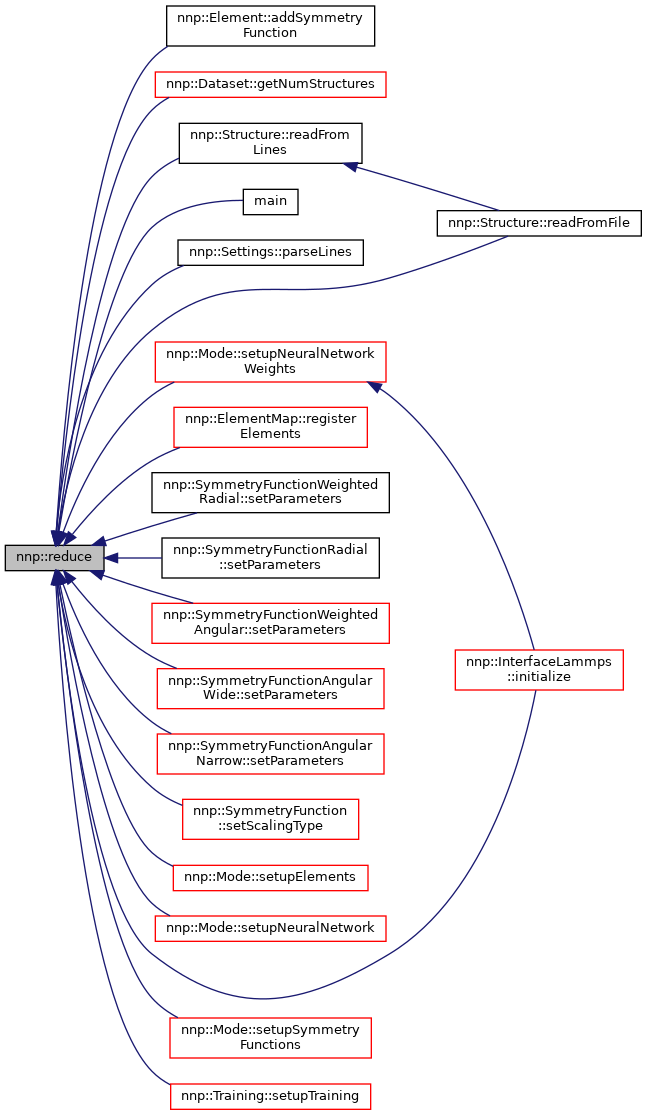 nnp::Element::addSymmetry
Function
nnp::Dataset::getNumStructures
nnp::Structure::readFrom
Lines
main
nnp::Structure::readFromFile
nnp::Settings::parseLines
nnp::Mode::setupNeuralNetwork
Weights
nnp::ElementMap::register
Elements
nnp::SymmetryFunctionWeighted
Radial::setParameters
nnp::reduce
nnp::SymmetryFunctionRadial
::setParameters
nnp::SymmetryFunctionWeighted
Angular::setParameters
nnp::InterfaceLammps
::initialize
nnp::SymmetryFunctionAngular
Wide::setParameters
nnp::SymmetryFunctionAngular
Narrow::setParameters
nnp::SymmetryFunction
::setScalingType
nnp::Mode::setupElements
nnp::Mode::setupNeuralNetwork
nnp::Mode::setupSymmetry
Functions
nnp::Training::setupTraining